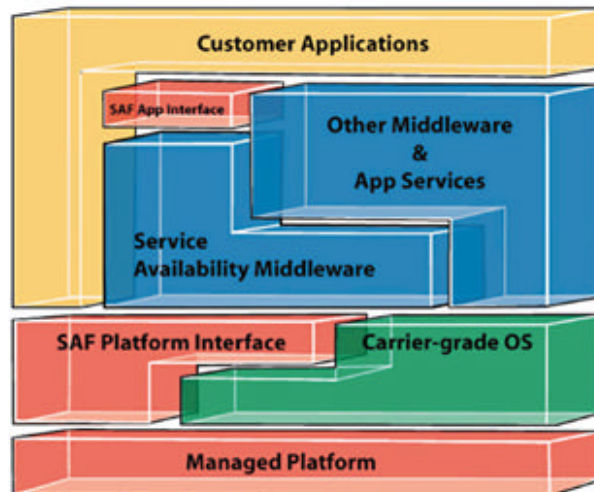 Customer Applications
SAF App Interface
Other Middleware
&
App Services
Service
Availability Middleware
SAF Platform Interface
Carrier-grade OS
Managed Platform